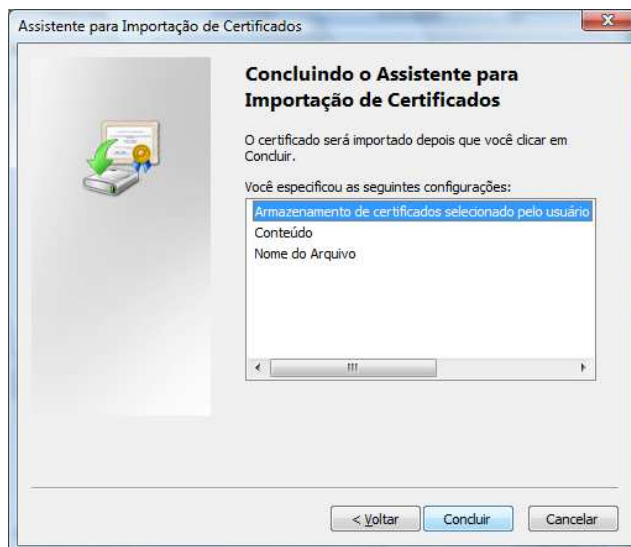 Assistente para Importação de Certificados
Concluindo o Assistente para
Importação de Certificados
O certificado será importado depois que você clicar em
Concluir.
Você especificou as seguintes configurações:
Armazenamento de certificados selecionado pelo usuário
Conteúdo
Nome do Arquivo
< Voltar Concluir Cancelar